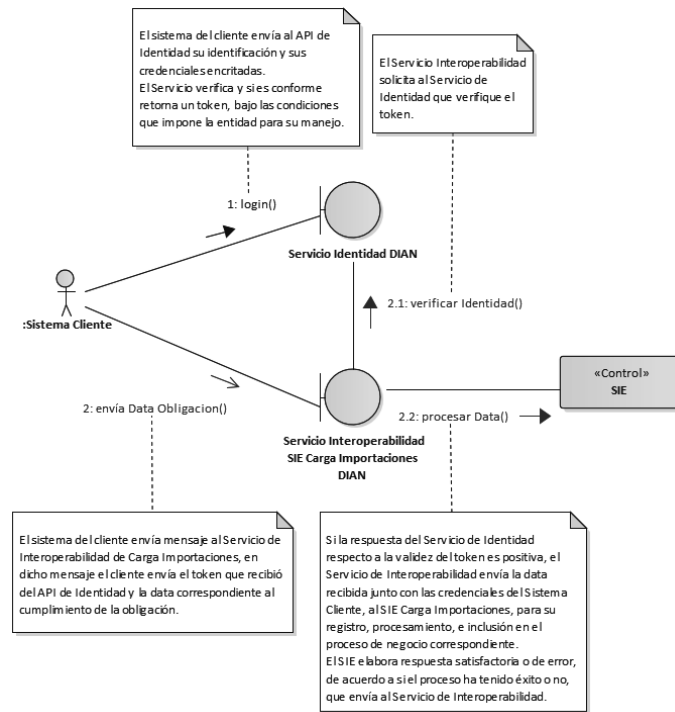 El sistema del cliente envía al API de
Identidad su identificación y sus
credenciales encritadas.
El Servicio verifica y si es conforme
retorna un token, bajo las condiciones
que impone la entidad para su manejo.
El Servicio Interoperabilidad
solicita al Servicio de
Identidad que verifique el
token.
1: login()
Servicio Identidad DIAN
2.1: verificar Identidad()
:Sistema Cliente
«Control»
SIE
2: envía Data Obligacion()
2.2: procesar Data()
Servicio Interoperabilidad
SIE Carga Importaciones
DIAN
El sistema del cliente envía mensaje al Servicio de
Interoperabilidad de Carga Importaciones, en
dicho mensaje el cliente envía el token que recibió
del API de Identidad y la data correspondiente al
cumplimiento de la obligación.
Si la respuesta del Servicio de Identidad
respecto a la validez del token es positiva, el
Servicio de Interoperabilidad envía la data
recibida junto con las credenciales del Sistema
Cliente, al SIE Carga Importaciones, para su
registro, procesamiento, e inclusión en el
proceso de negocio correspondiente.
El SIE elabora respuesta satisfactoria o de error,
de acuerdo a si el proceso ha tenido éxito o no,
que envía al Servicio de Interoperabilidad.